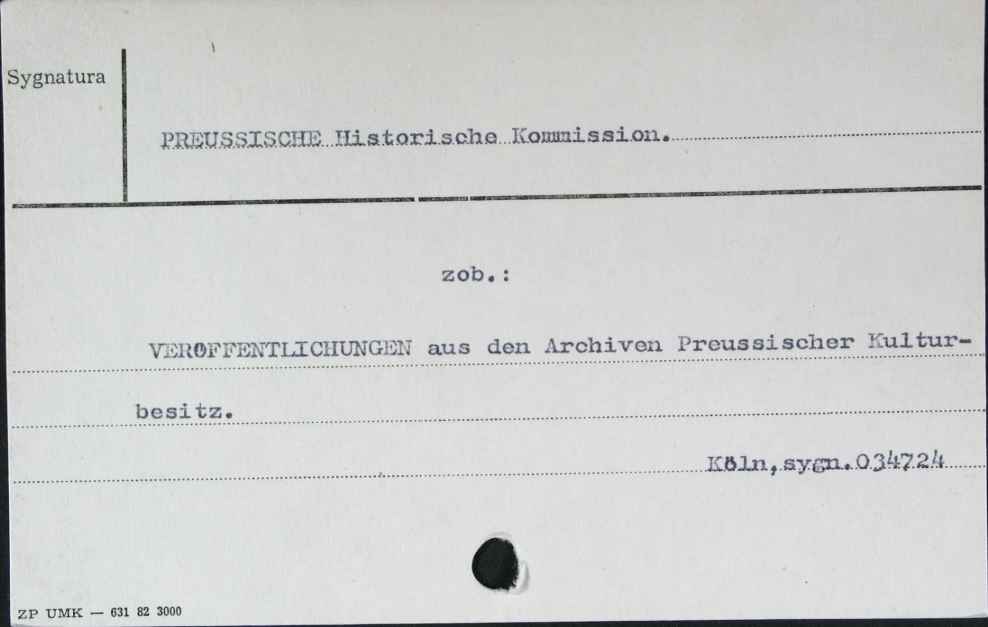 Sygnatura
PREUSSISCHE Historische Kommission.
zob.:
VERÖFFENTLICHUNGEN aus den Archiven Preussischer Kultur-
besitz.
Köln,sygn.034724
ZP UMK — 631 82 3000